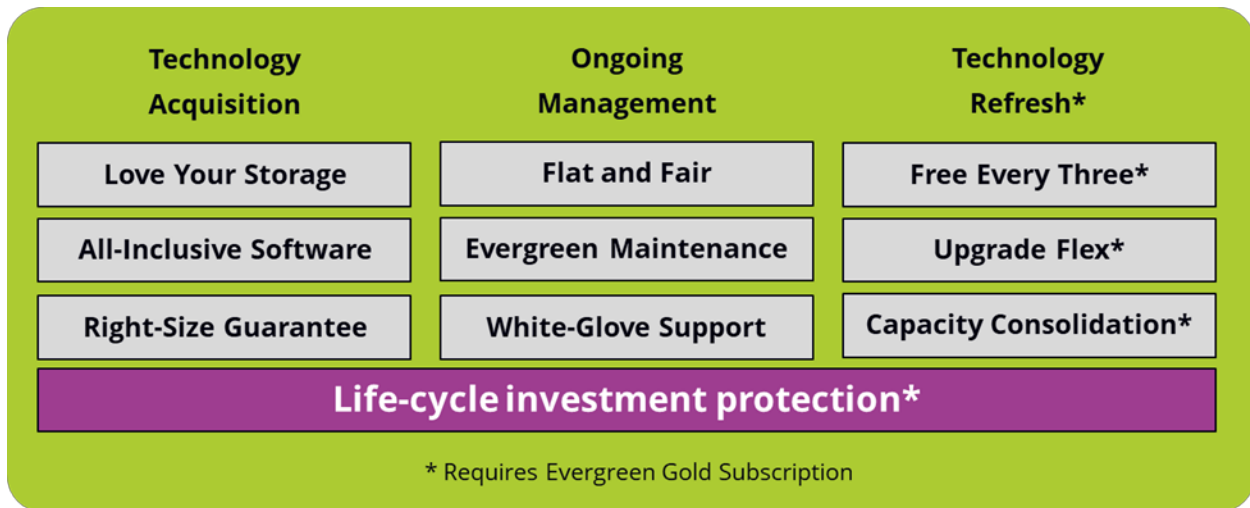 Technology
Acquisition
Love Your Storage
All-Inclusive Software
Right-Size Guarantee
Ongoing
Management
Flat and Fair
Evergreen Maintenance
White-Glove Support
Technology
Refresh*
Free Every Three*
Upgrade Flex*
Capacity Consolidation*
Life-cycle investment protection*
* Requires Evergreen Gold Subscription